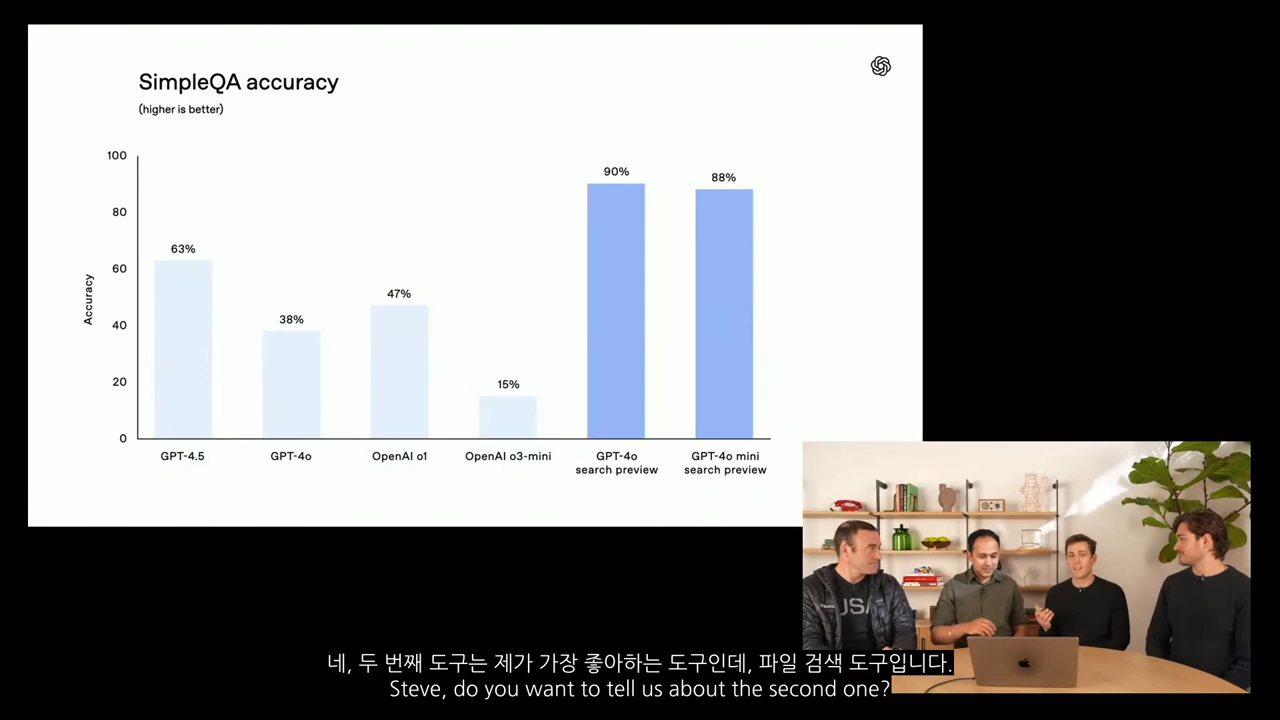 SimpleQA accuracy
(higher is better)
Accuracy
100
80
60
40
20
0
63%
38%
47%
15%
90%
88%
GPT-4.5
GPT-4o
OpenAI o1
OpenAI o3-mini
GPT-4o
search preview
GPT-4o mini
search preview
USA
네, 두 번째 도구는 제가 가장 좋아하는 도구인데, 파일 검색 도구입니다.
Steve, do you want to tell us about the second one?